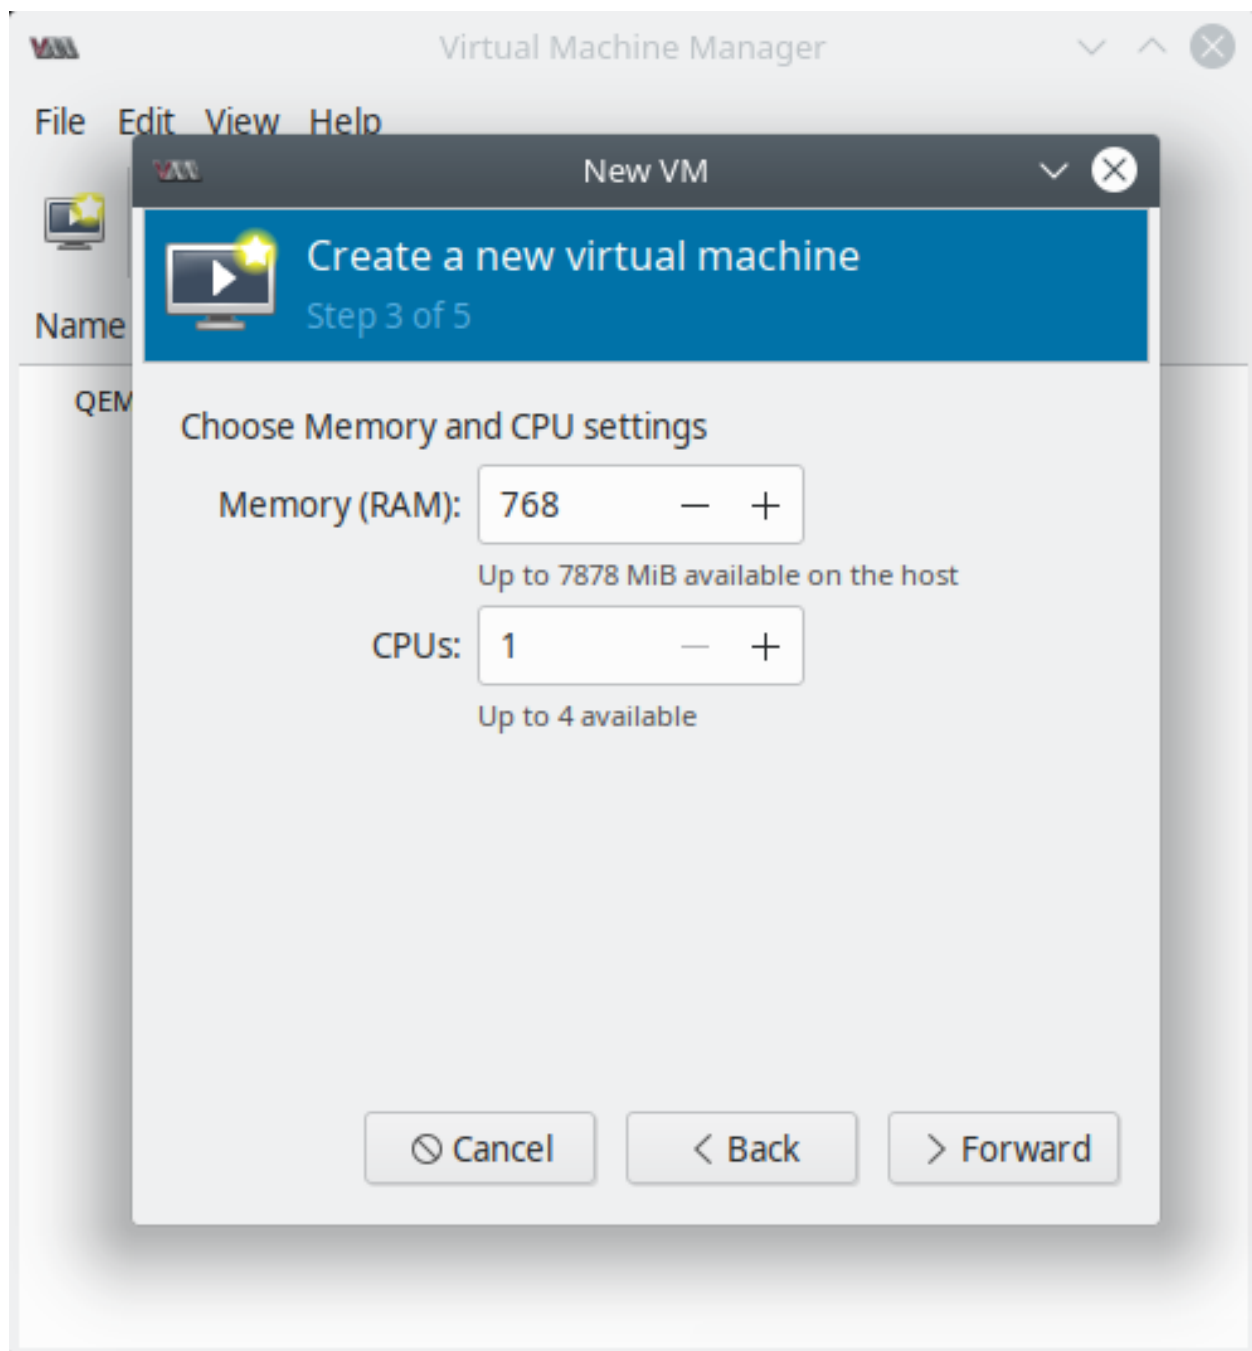 Virtual Machine Manager
File Edit View Help
New VM
Create a new virtual machine
Step 3 of 5
Name
QEM
Choose Memory and CPU settings
Memory (RAM): 768
Up to 7878 MiB available on the host
CPUs: 1
Up to 4 available
Cancel Back Forward